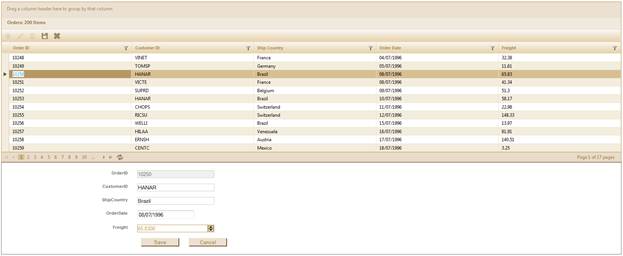 Drag a column header here to group by that column
Orders: 200 Items
Order ID Customer ID Ship Country Order Date Freight
10248 VINET France 04/07/1996 32.38
10249 TOMSP Germany 05/07/1996 11.61
10250 HANAR Brazil 08/07/1996 65.83
10251 VICTE France 08/07/1996 41.34
10252 SUPRD Belgium 09/07/1996 51.3
10253 HANAR Brazil 10/07/1996 58.17
10254 CHOPS Switzerland 11/07/1996 22.98
10255 RICSU Switzerland 12/07/1996 148.33
10256 WELLI Brazil 15/07/1996 13.97
10257 HILAA Venezuela 16/07/1996 81.91
10258 ERNSH Austria 17/07/1996 140.51
10259 CENTC Mexico 18/07/1996 3.25
1 2 3 4 5 6 7 8 9 10 ...
Page1 of 17 pages
OrderID 10250
CustomerID HANAR
ShipCountry Brazil
OrderDate 08/07/1996
Freight 65.8300
Save Cancel